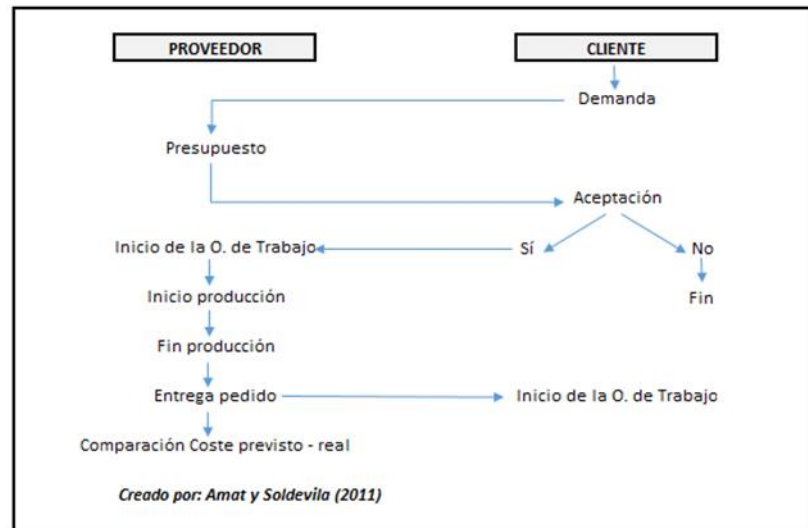 PROVEEDOR
CLIENTE
Demanda
Presupuesto
Aceptación
Inicio de la O. de Trabajo
Sí
No
Inicio producción
Fin
Fin producción
Entrega pedido
Inicio de la O. de Trabajo
Comparación Coste previsto - real
Creado por: Amat y Soldevila (2011)